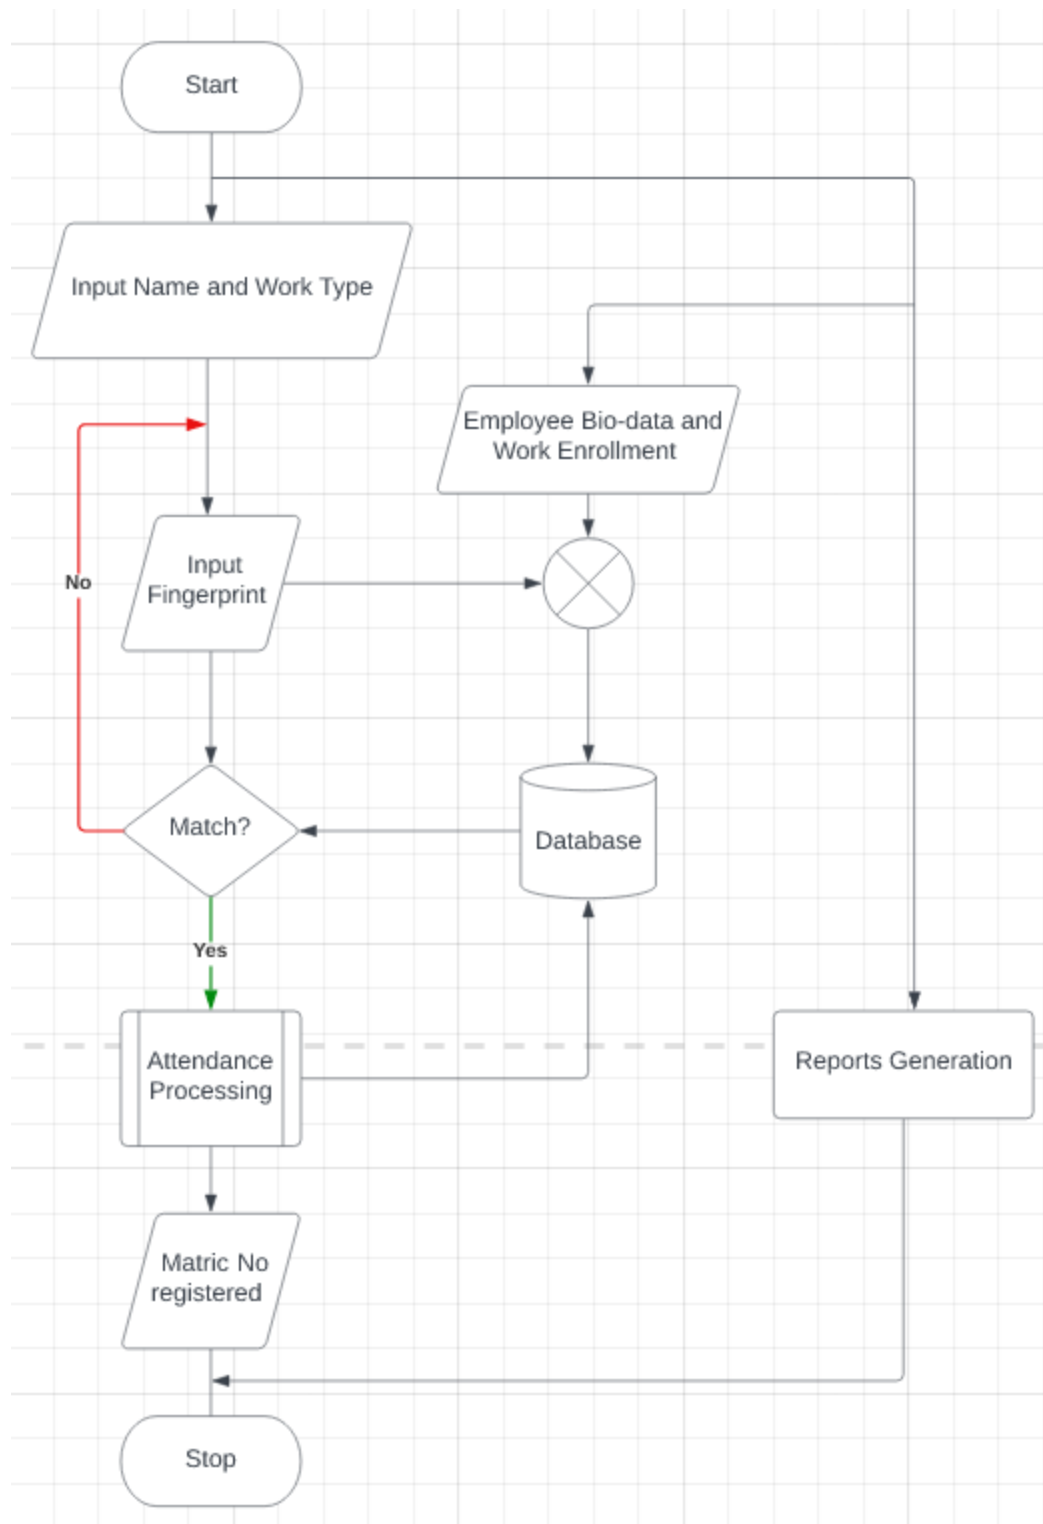 Start
Input Name and Work Type
Employee Bio-data and
Work Enrollment
Input
Fingerprint
No
Match?
Database
Yes
Attendance
Processing
Reports Generation
Matric No
registered
Stop